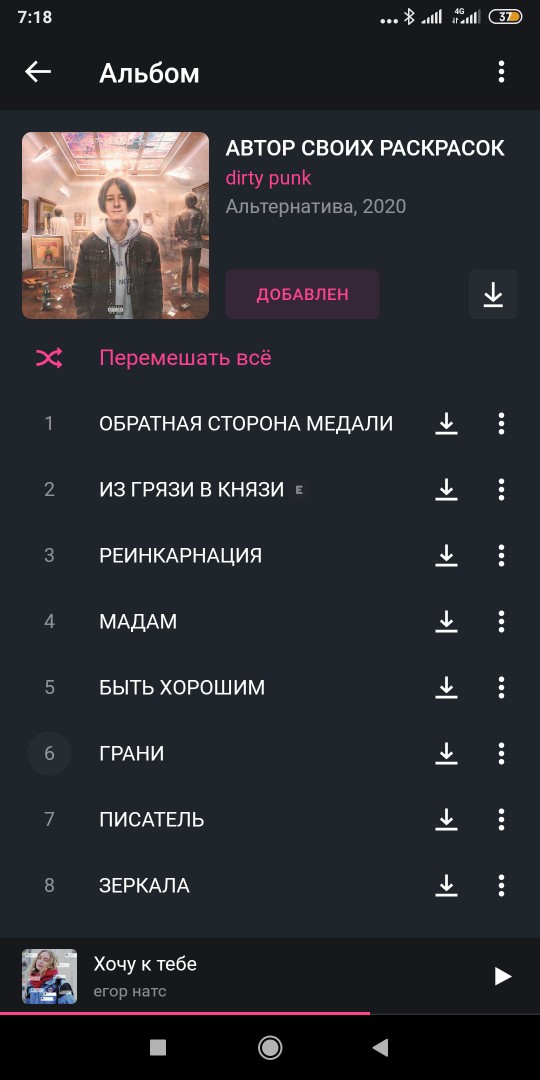 7:18
4G
37
Альбом
АВТОР СВОИХ РАСКРАСОК
dirty punk
Альтернатива, 2020
ДОБАВЛЕН
Перемешать всё
1 ОБРАТНАЯ СТОРОНА МЕДАЛИ
2 ИЗ ГРЯЗИ В КНЯЗИ E
3 РЕИНКАРНАЦИЯ
4 МАДАМ
5 БЫТЬ ХОРОШИМ
6 ГРАНИ
7 ПИСАТЕЛЬ
8 ЗЕРКАЛА
Хочу к тебе
егор натс